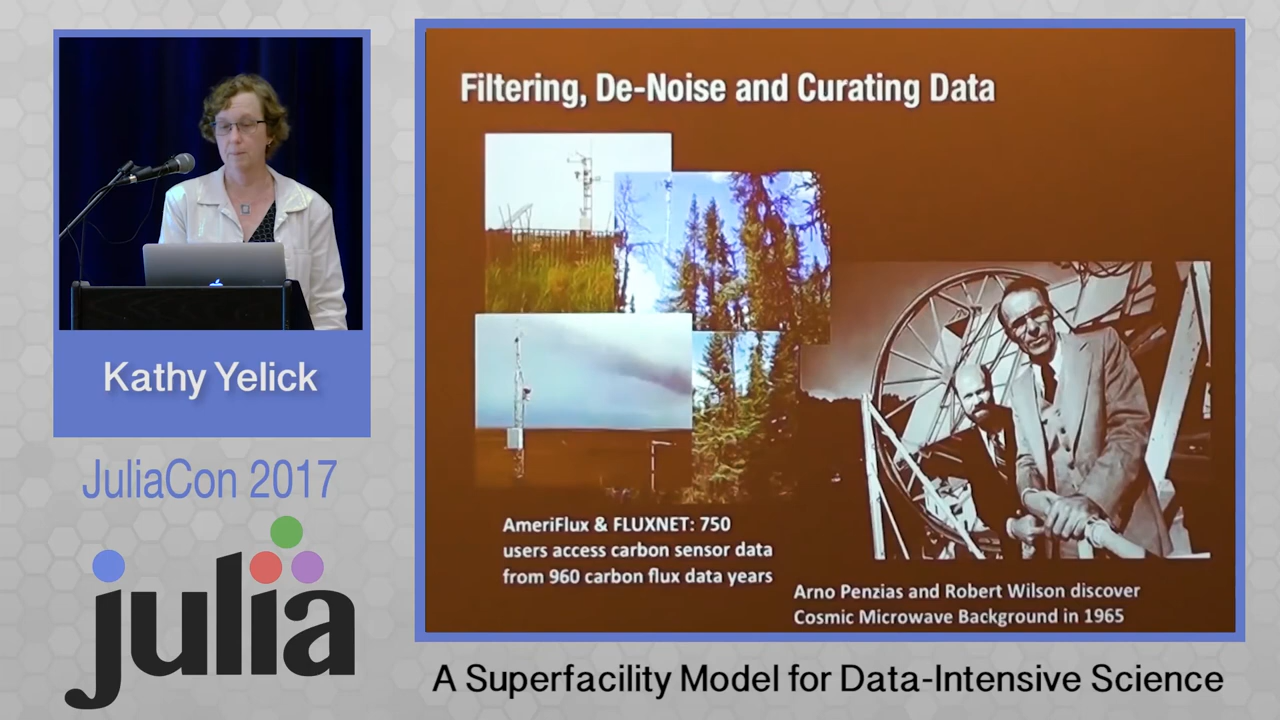 Filtering, De-Noise and Curating Data
AmeriFlux & FLUXNET: 750
users access carbon sensor data
from 960 carbon flux data years
Arno Penzias and Robert Wilson discover
Cosmic Microwave Background in 1965
Kathy Yelick
JuliaCon 2017
julia
A Superfacility Model for Data-Intensive Science